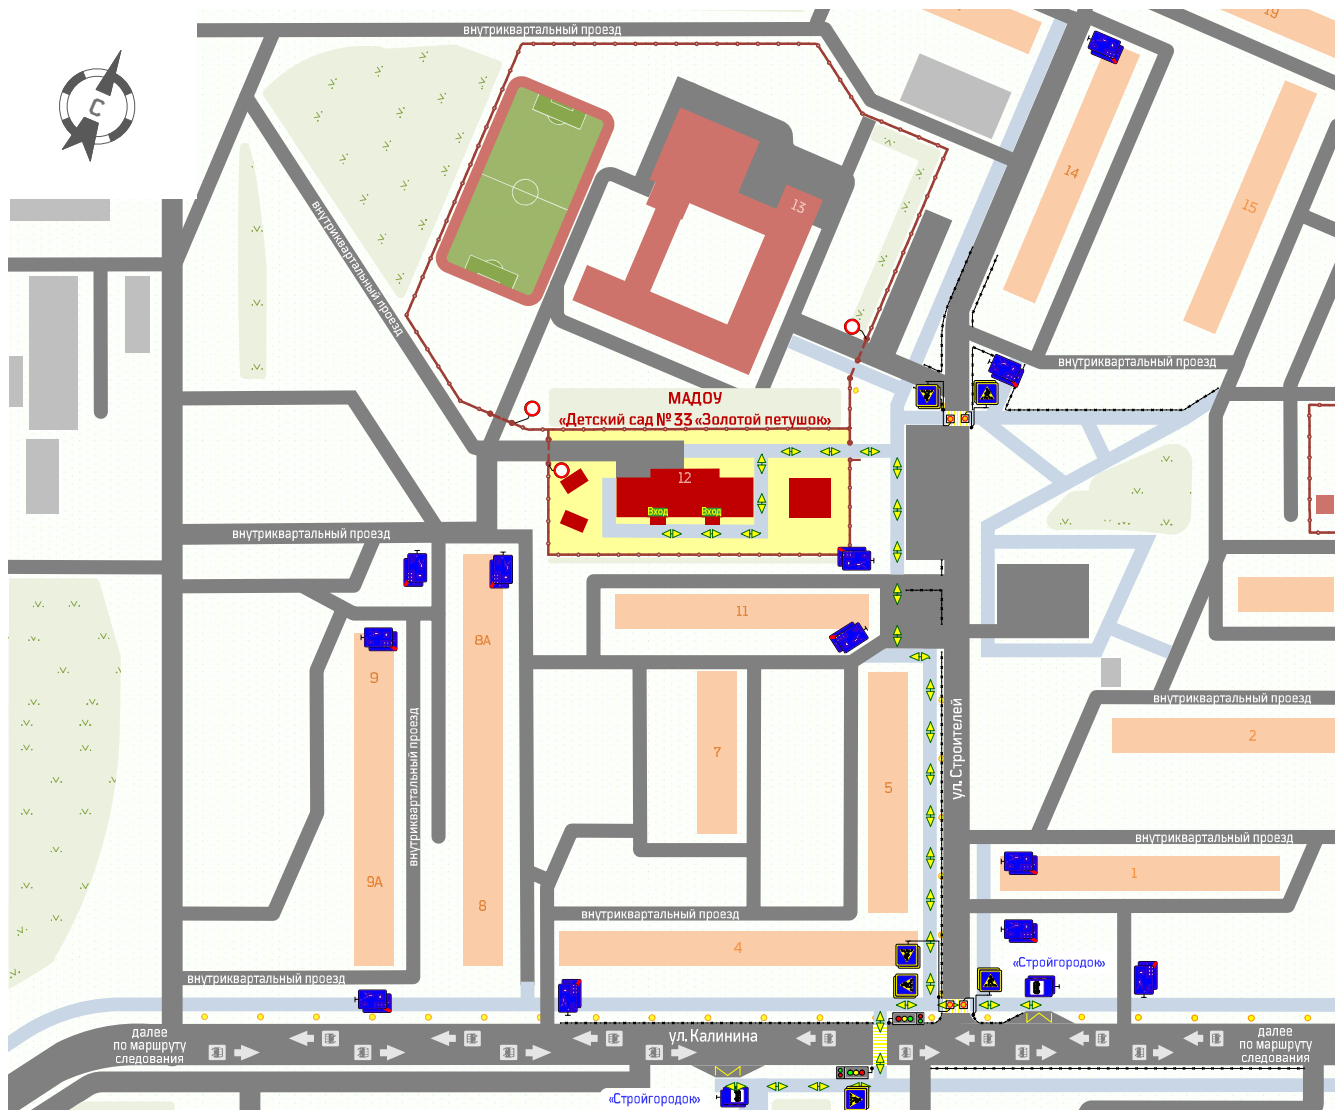 внутриквартальный проезд
19
С
14
15
13
внутриквартальный проезд
внутриквартальный проезд
МАДОУ
«Детский сад № 33 «Золотой петушок»
12
Вход
Вход
внутриквартальный проезд
11
8А
9
внутриквартальный проезд
2
ул. Строителей
внутриквартальный проезд
7
5
внутриквартальный проезд
1
9А
8
внутриквартальный проезд
4
«Стройгородок»
внутриквартальный проезд
далее
по маршруту
следования
ул. Калинина
далее
по маршруту
следования
«Стройгородок»